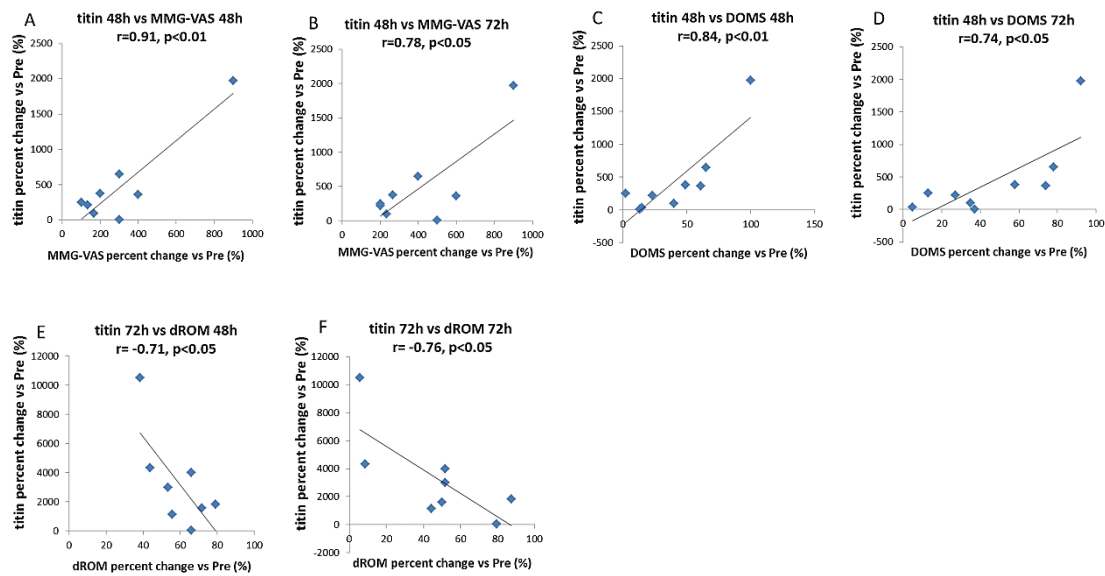 A
titin 48h vs MMG-VAS 48h
r=0.91, p<0.01
titin percent change vs Pre (%)
2500
2000
1500
1000
500
0
0 200 400 600 800 1000
MMG-VAS percent change vs Pre (%)
B
titin 48h vs MMG-VAS 72h
r=0.78, p<0.05
titin percent change vs Pre (%)
2500
2000
1500
1000
500
0
0 200 400 600 800 1000
MMG-VAS percent change vs Pre (%)
C
titin 48h vs DOMS 48h
r=0.84, p<0.01
titin percent change vs Pre (%)
2500
2000
1500
1000
500
0
-500
0 50 100 150
DOMS percent change vs Pre (%)
D
titin 48h vs DOMS 72h
r=0.74, p<0.05
titin percent change vs Pre (%)
2500
2000
1500
1000
500
0
-500
0 20 40 60 80 100
DOMS percent change vs Pre (%)
E
titin 72h vs dROM 48h
r= -0.71, p<0.05
titin percent change vs Pre (%)
12000
10000
8000
6000
4000
2000
0
0 20 40 60 80 100
dROM percent change vs Pre (%)
F
titin 72h vs dROM 72h
r= -0.76, p<0.05
titin percent change vs Pre (%)
12000
10000
8000
6000
4000
2000
0
-2000
0 20 40 60 80 100
dROM percent change vs Pre (%)